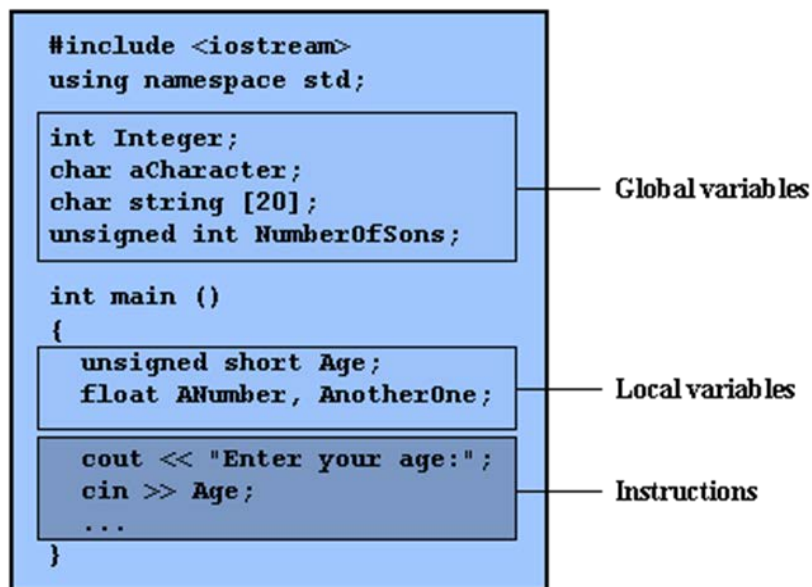 #include <iostream>
using namespace std;
int Integer;
char aCharacter;
char string [20];
unsigned int NumberOfSons;
Global variables
int main ()
{
unsigned short Age;
float ANumber, AnotherOne;
Local variables
cout << "Enter your age:";
cin >> Age;
...
Instructions
}